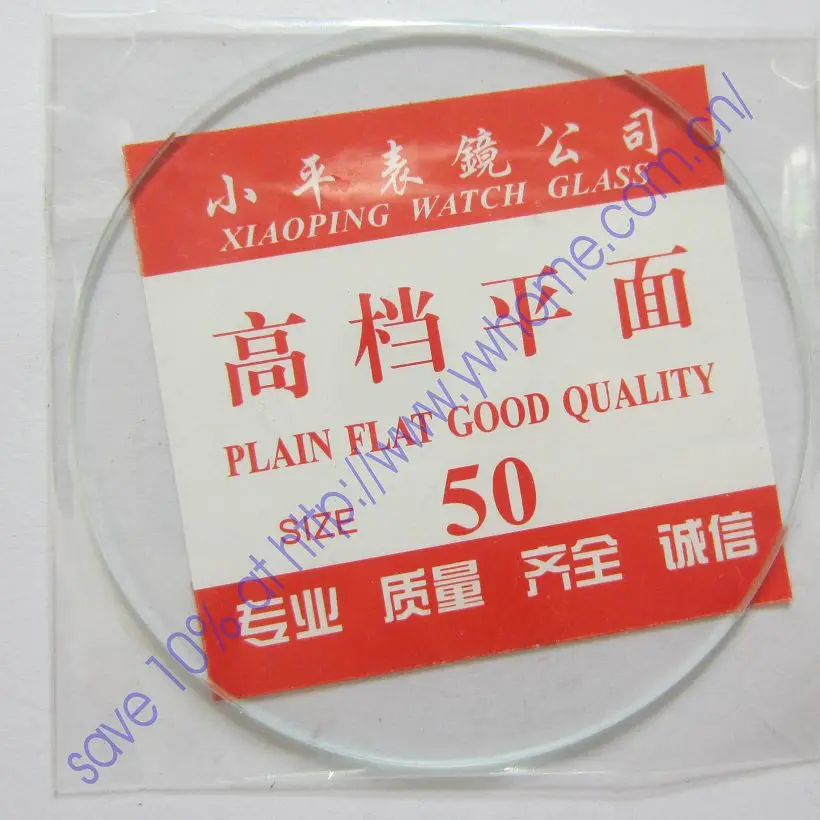 小平表鏡公司
XIAOPING WATCH GLASS
高档平面
PLAIN FLAT GOOD QUALITY
SIZE 50
专业 质量 齐全 诚信
save 10% at http://www.ywhome.com.cn/